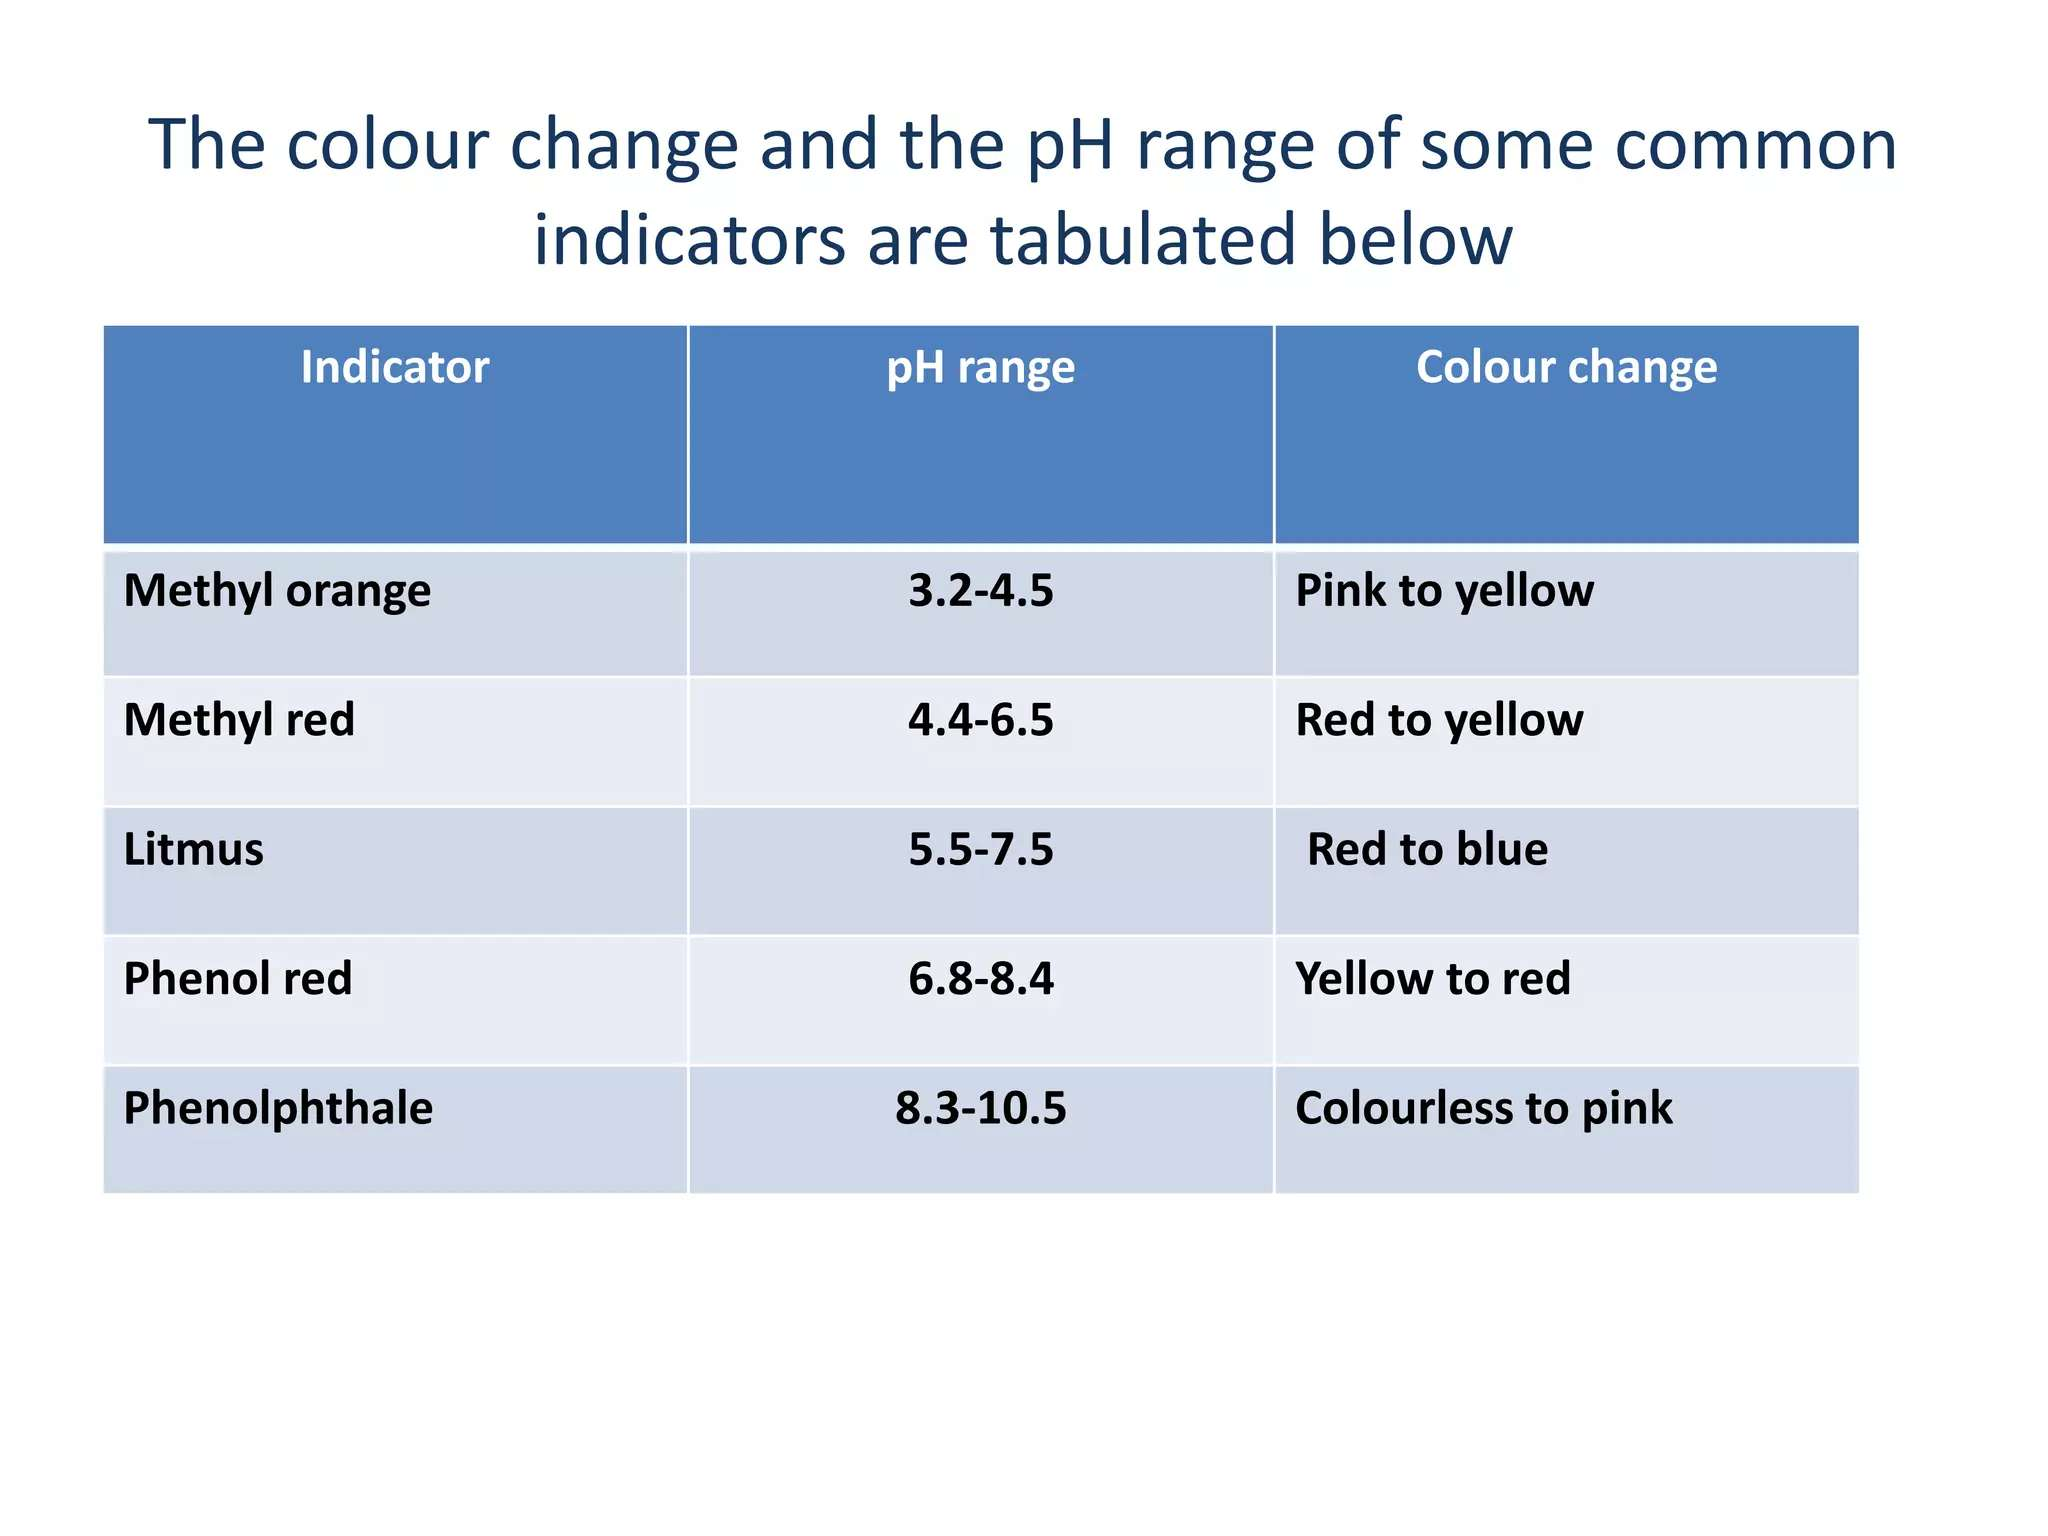 The colour change and the pH range of some common
indicators are tabulated below
Indicator pH range Colour change
Methyl orange 3.2-4.5 Pink to yellow
Methyl red 4.4-6.5 Red to yellow
Litmus 5.5-7.5 Red to blue
Phenol red 6.8-8.4 Yellow to red
Phenolphthale 8.3-10.5 Colourless to pink